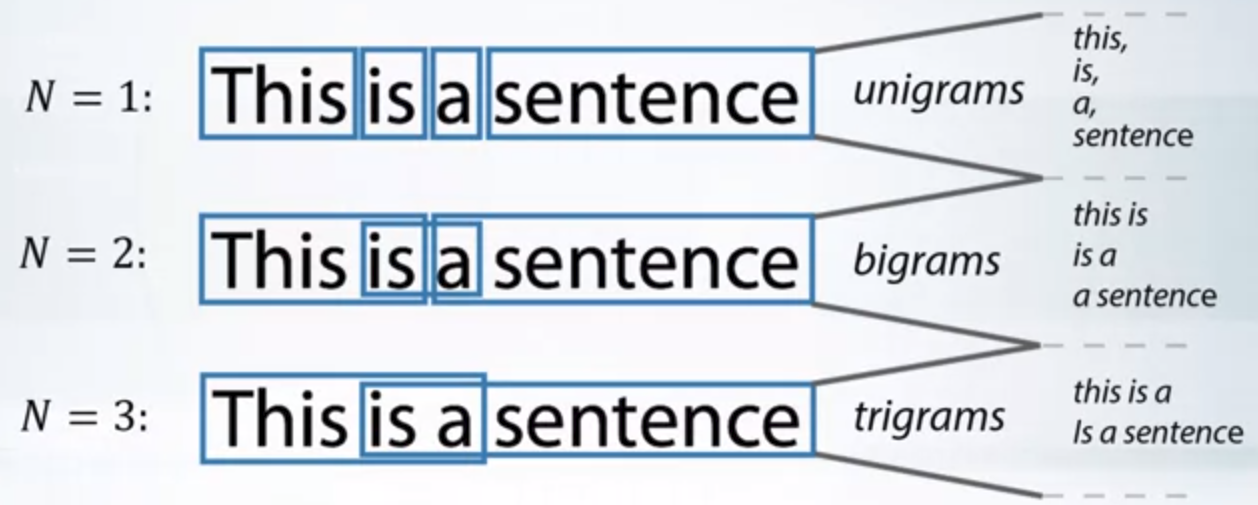 N = 1:
This is a sentence
unigrams
this,
is,
a,
sentence
N = 2:
This is a sentence
bigrams
this is
is a
a sentence
N = 3:
This is a sentence
trigrams
this is a
Is a sentence